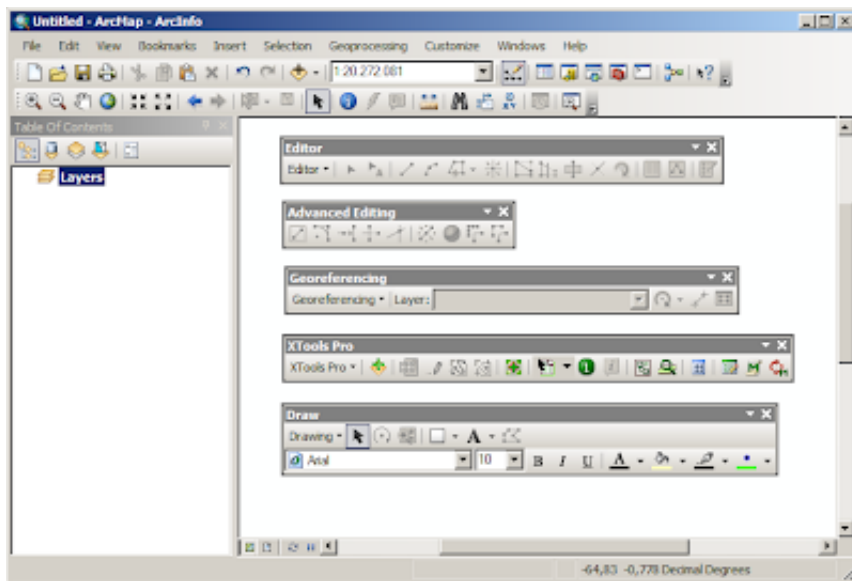 Untitled - ArcMap - ArcInfo
File Edit View Bookmarks Insert Selection Geoprocessing Customize Windows Help
1:20.272.081
Table Of Contents
Layers
Editor
Editor
Advanced Editing
Georeferencing
Georeferencing Layer:
XTools Pro
XTools Pro
Draw
Drawing A
Arial 10 B I U A
-64,83 -0,778 Decimal Degrees